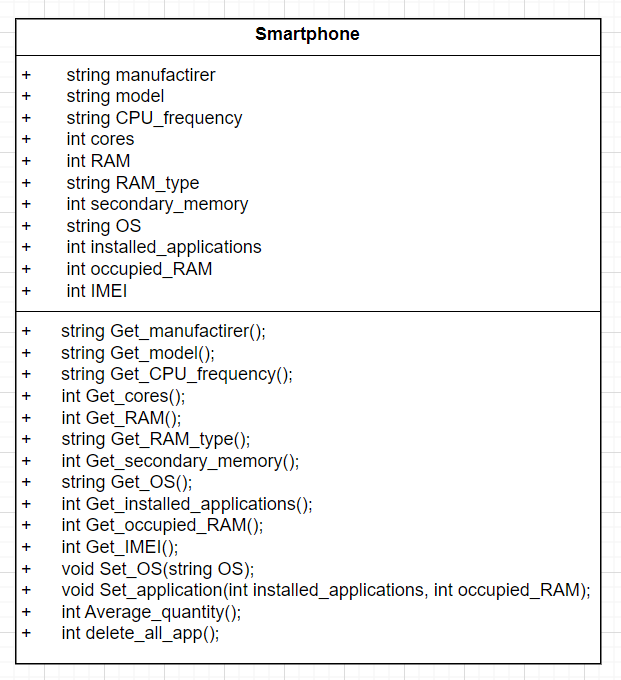 Smartphone
+ string manufactirer
+ string model
+ string CPU_frequency
+ int cores
+ int RAM
+ string RAM_type
+ int secondary_memory
+ string OS
+ int installed_applications
+ int occupied_RAM
+ int IMEI
+ string Get_manufactirer();
+ string Get_model();
+ string Get_CPU_frequency();
+ int Get_cores();
+ int Get_RAM();
+ string Get_RAM_type();
+ int Get_secondary_memory();
+ string Get_OS();
+ int Get_installed_applications();
+ int Get_occupied_RAM();
+ int Get_IMEI();
+ void Set_OS(string OS);
+ void Set_application(int installed_applications, int occupied_RAM);
+ int Average_quantity();
+ int delete_all_app();